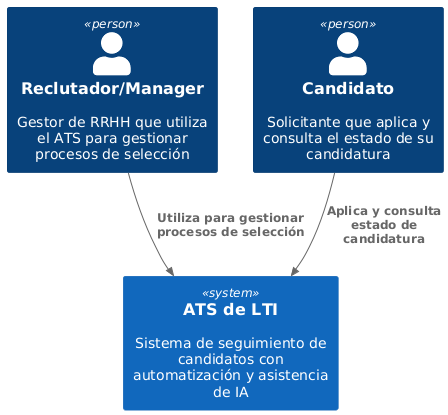 «person»
Reclutador/Manager
Gestor de RRHH que utiliza
el ATS para gestionar
procesos de selección
«person»
Candidato
Solicitante que aplica y
consulta el estado de su
candidatura
Utiliza para gestionar
procesos de selección
Aplica y consulta
estado de
candidatura
«system»
ATS de LTI
Sistema de seguimiento de
candidatos con
automatización y asistencia
de IA